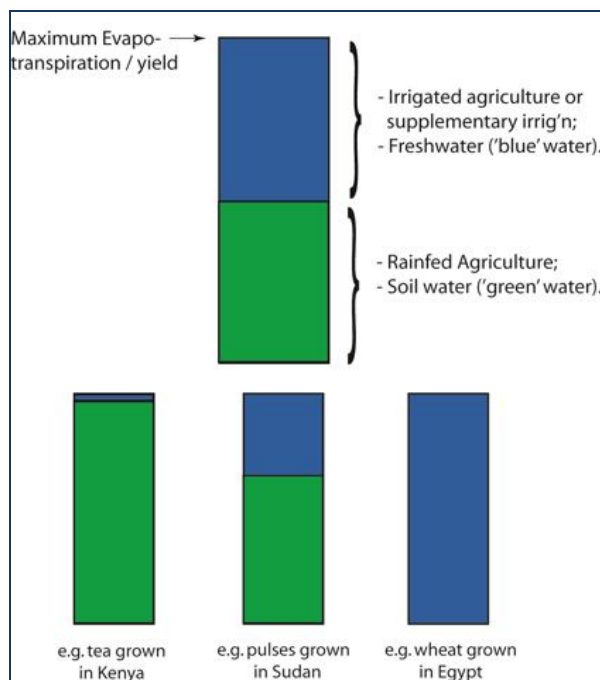 Maximum Evapo-
transpiration / yield
- Irrigated agriculture or
supplementary irrig'n;
- Freshwater ('blue' water).
- Rainfed Agriculture;
- Soil water ('green' water).
e.g. tea grown
in Kenya
e.g. pulses grown
in Sudan
e.g. wheat grown
in Egypt